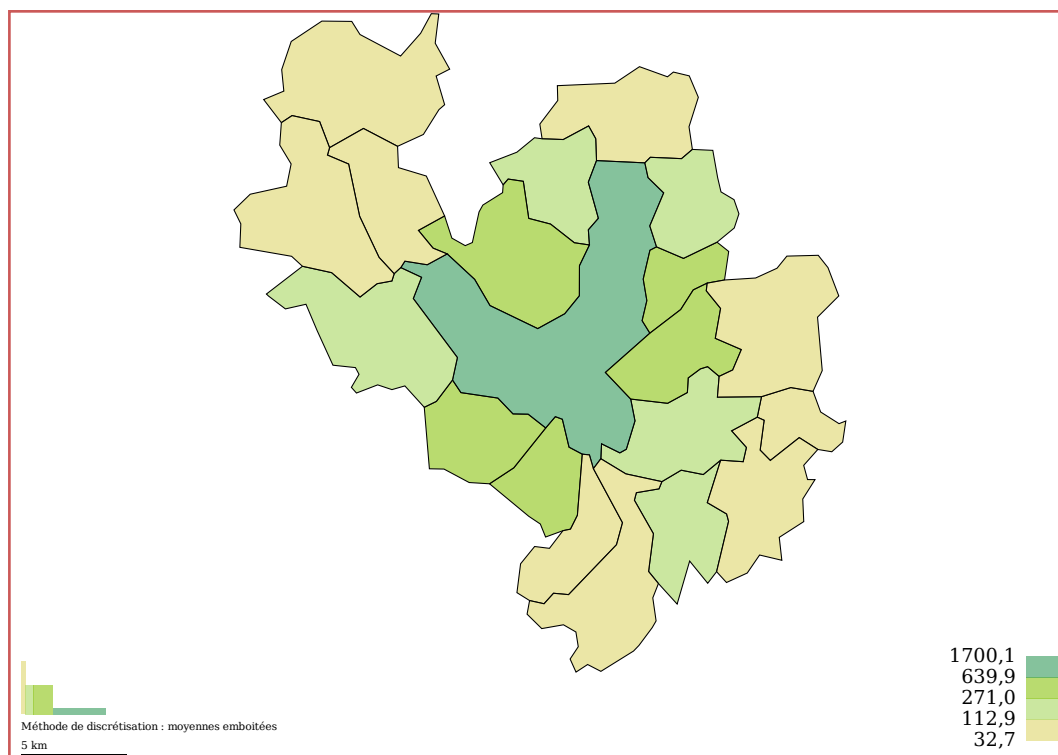 1700,1
639,9
271,0
112,9
32,7
Méthode de discrétisation : moyennes emboitées
5 km